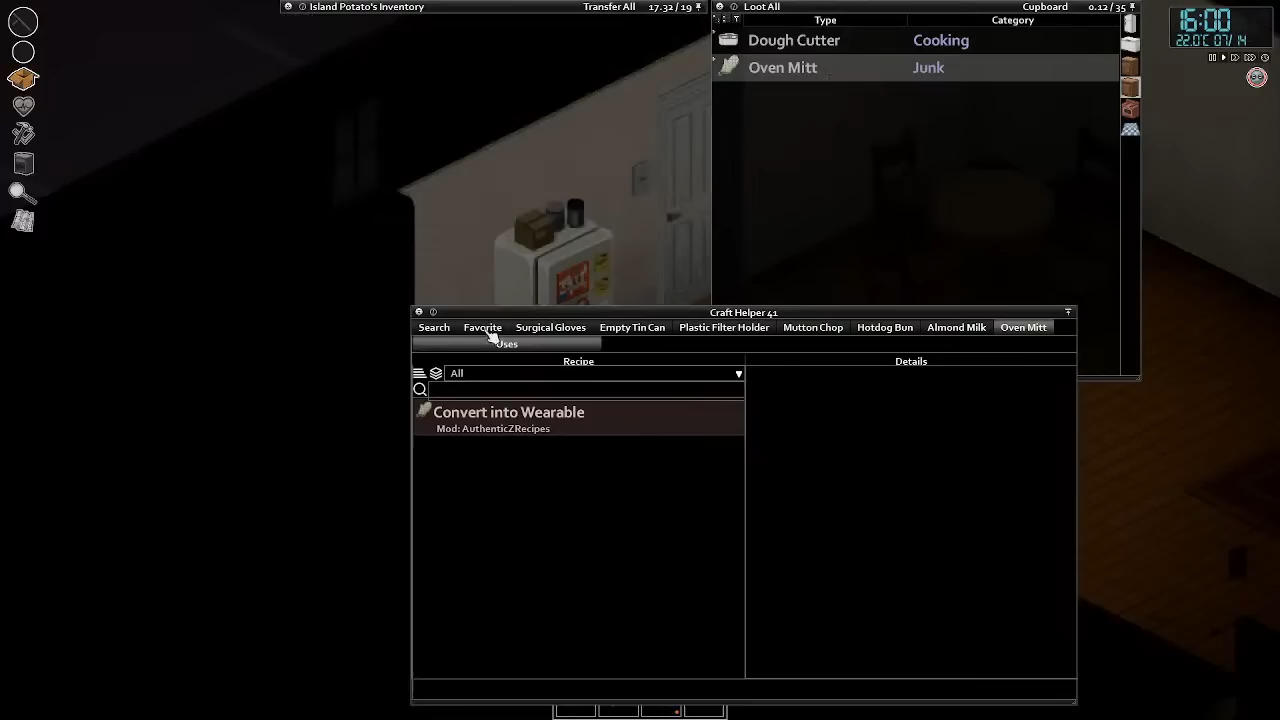 Island Potato's Inventory Transfer All 17.32 / 19
Loot All Cupboard 0.12 / 35
Type Category
Dough Cutter Cooking
Oven Mitt Junk
16:00
22.0°C 07/14
Craft Helper 41
Search Favorite Surgical Gloves Empty Tin Can Plastic Filter Holder Mutton Chop Hotdog Bun Almond Milk Oven Mitt
Uses
Recipe Details
All
Convert into Wearable
Mod: AuthenticZRecipes